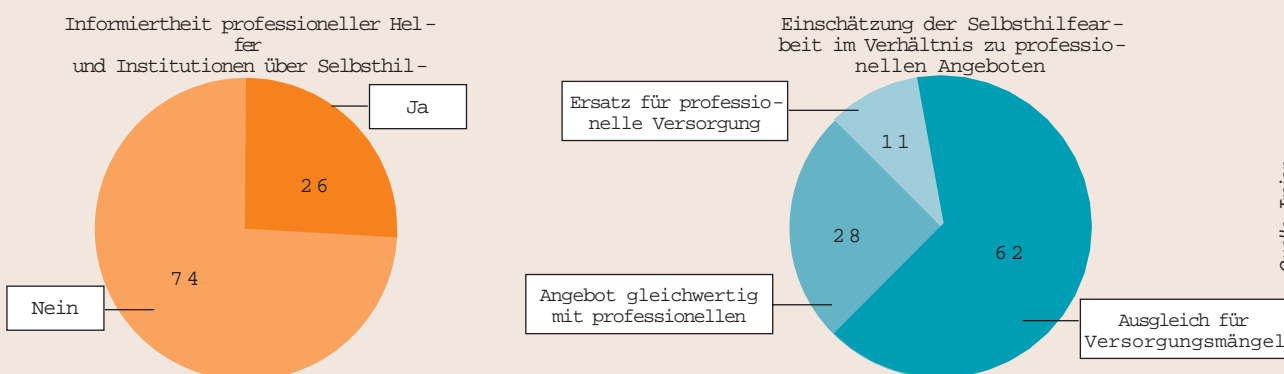 Informiertheit professioneller Hel-
fer
und Institutionen über Selbsthil-
Ja
26
74
Nein
Einschätzung der Selbsthilfear-
beit im Verhältnis zu professio-
nellen Angeboten
Ersatz für professio-
nelle Versorgung
11
28
62
Angebot gleichwertig
mit professionellen
Ausgleich für
Versorgungsmängel